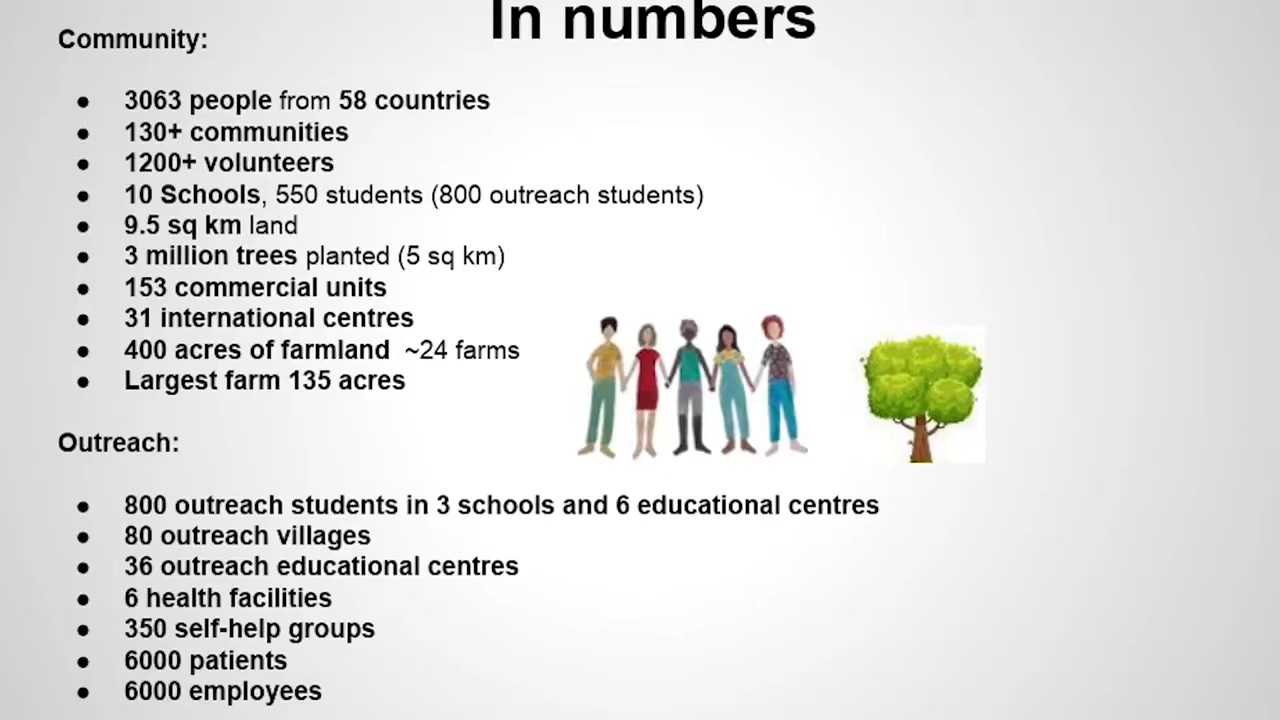 In numbers
Community:
● 3063 people from 58 countries
● 130+ communities
● 1200+ volunteers
● 10 Schools, 550 students (800 outreach students)
● 9.5 sq km land
● 3 million trees planted (5 sq km)
● 153 commercial units
● 31 international centres
● 400 acres of farmland ~24 farms
● Largest farm 135 acres
Outreach:
● 800 outreach students in 3 schools and 6 educational centres
● 80 outreach villages
● 36 outreach educational centres
● 6 health facilities
● 350 self-help groups
● 6000 patients
● 6000 employees